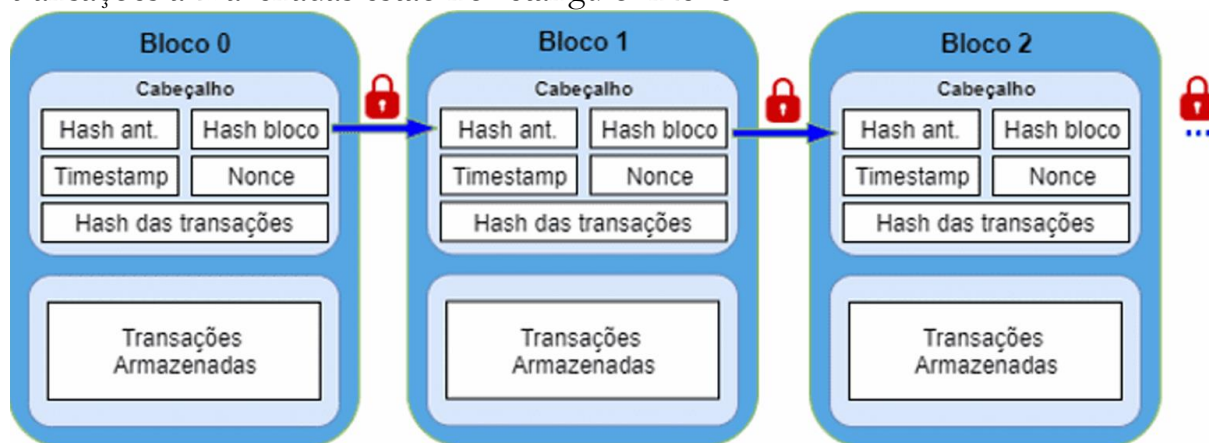 Bloco 0
Cabeçalho
Hash ant.
Hash bloco
Timestamp
Nonce
Hash das transações
Transações
Armazenadas
Bloco 1
Cabeçalho
Hash ant.
Hash bloco
Timestamp
Nonce
Hash das transações
Transações
Armazenadas
Bloco 2
Cabeçalho
Hash ant.
Hash bloco
Timestamp
Nonce
Hash das transações
Transações
Armazenadas